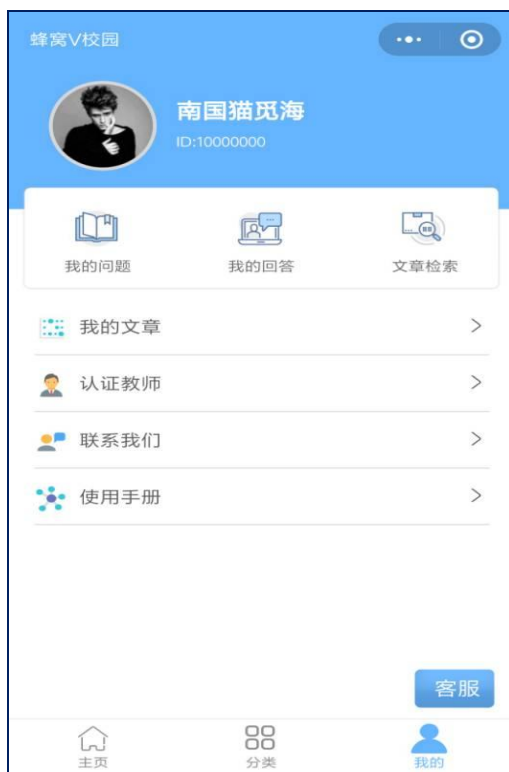 蜂窝V校园
南国猫觅海
ID:10000000
我的问题 我的回答 文章检索
我的文章
认证教师
联系我们
使用手册
客服
主页 分类 我的